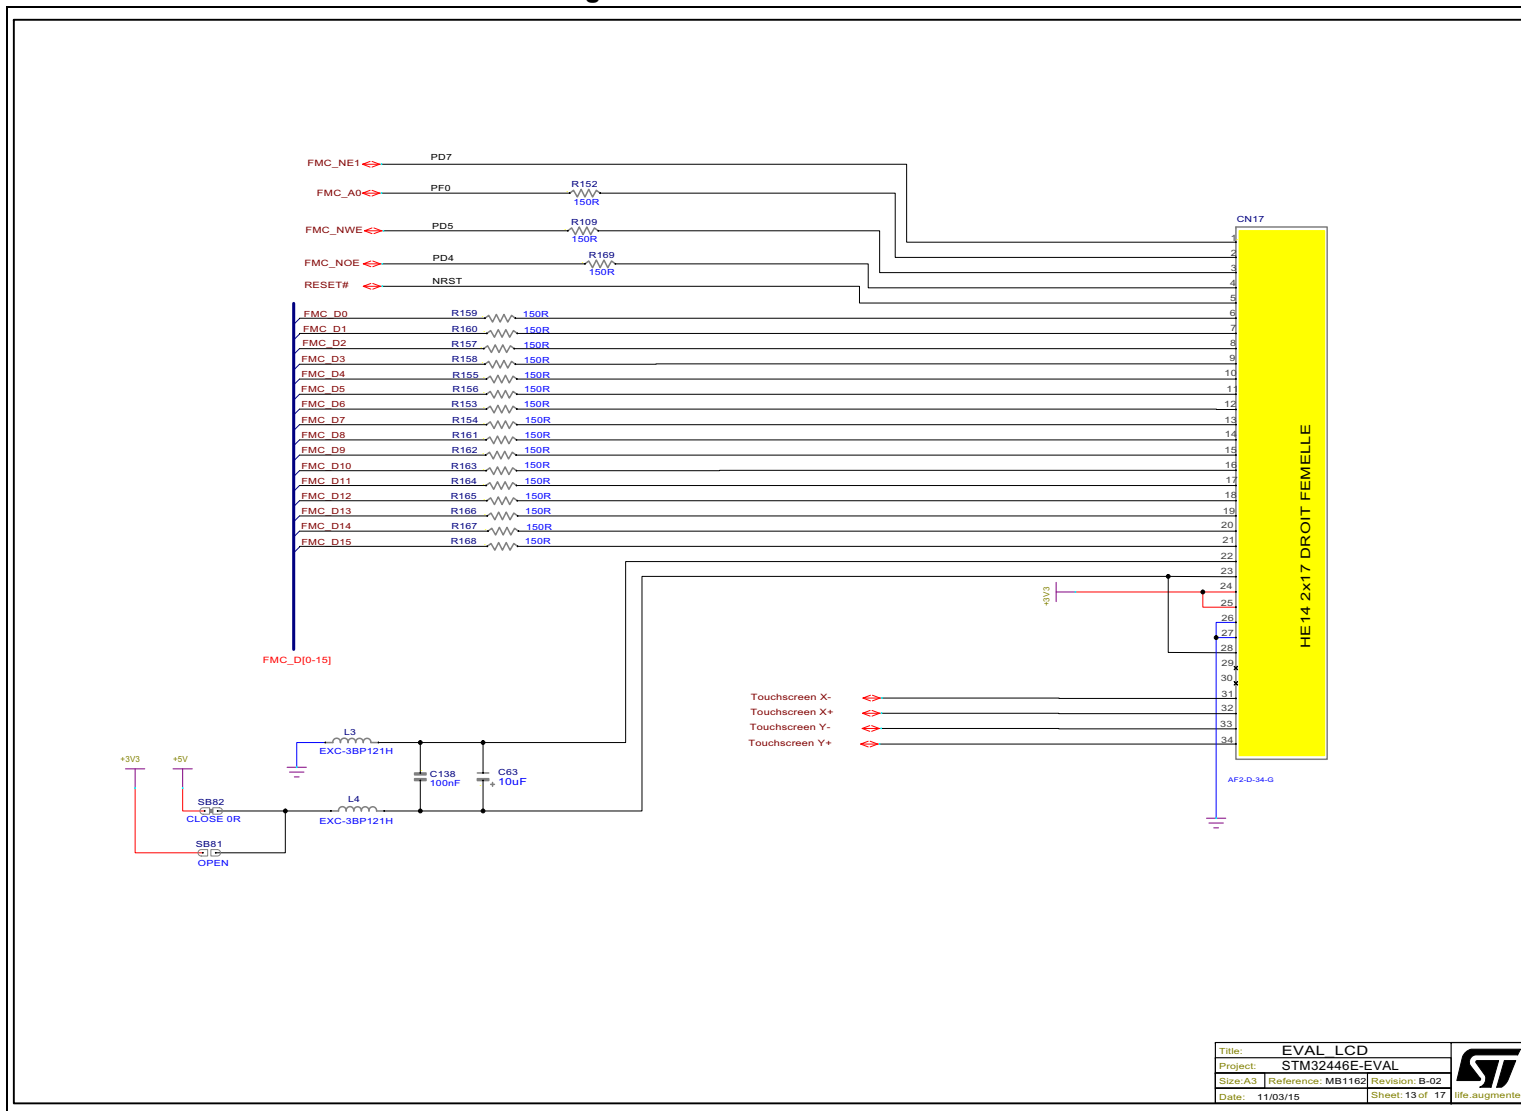 FMC_NE1 PD7
FMC_A0 PF0 R152 150R
FMC_NWE PD5 R109 150R
FMC_NOE PD4 R169 150R
RESET# NRST
FMC_D0 R159 150R
FMC_D1 R160 150R
FMC_D2 R157 150R
FMC_D3 R158 150R
FMC_D4 R155 150R
FMC_D5 R156 150R
FMC_D6 R153 150R
FMC_D7 R154 150R
FMC_D8 R161 150R
FMC_D9 R162 150R
FMC_D10 R163 150R
FMC_D11 R164 150R
FMC_D12 R165 150R
FMC_D13 R166 150R
FMC_D14 R167 150R
FMC_D15 R168 150R
FMC_D[0-15]
CN17
1
2
3
4
5
6
7
8
9
10
11
12
13
14
15
16
17
18
19
20
21
22
23
24
25
26
27
28
29
30
31
32
33
34
HE14 2x17 DROIT FEMELLE
AF2-D-34-G
+3V3
Touchscreen X-
Touchscreen X+
Touchscreen Y-
Touchscreen Y+
L3
EXC-3BP121H
C138
100nF
C63
+ 10uF
+3V3 +5V
SB82
CLOSE 0R
L4
EXC-3BP121H
SB81
OPEN
Title: EVAL_LCD
Project: STM32446E-EVAL
Size:A3 Reference: MB1162 Revision: B-02
Date: 11/03/15 Sheet: 13 of 17
ST
life.augmente